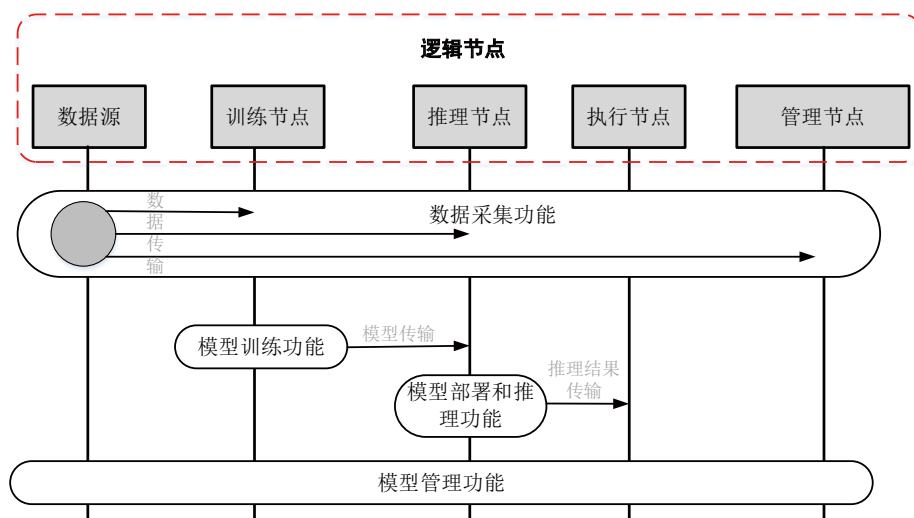 逻辑节点
数据源
训练节点
推理节点
执行节点
管理节点
数
据
传
输
数据采集功能
模型训练功能
模型传输
模型部署和推
理功能
推理结果
传输
模型管理功能